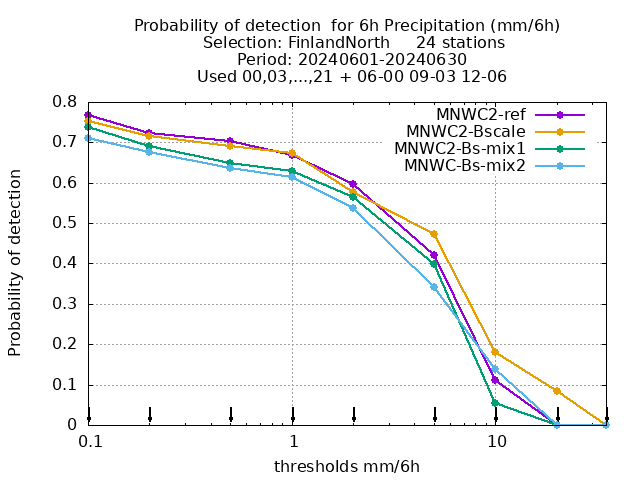 Probability of detection  for 6h Precipitation (mm/6h)
Selection: FinlandNorth     24 stations
Period: 20240601-20240630
Used 00,03,...,21 + 06-00 09-03 12-06
MNWC2-ref
MNWC2-Bscale
MNWC2-Bs-mix1
MNWC-Bs-mix2
Probability of detection
0.8
0.7
0.6
0.5
0.4
0.3
0.2
0.1
0
0.1 1 10
thresholds mm/6h